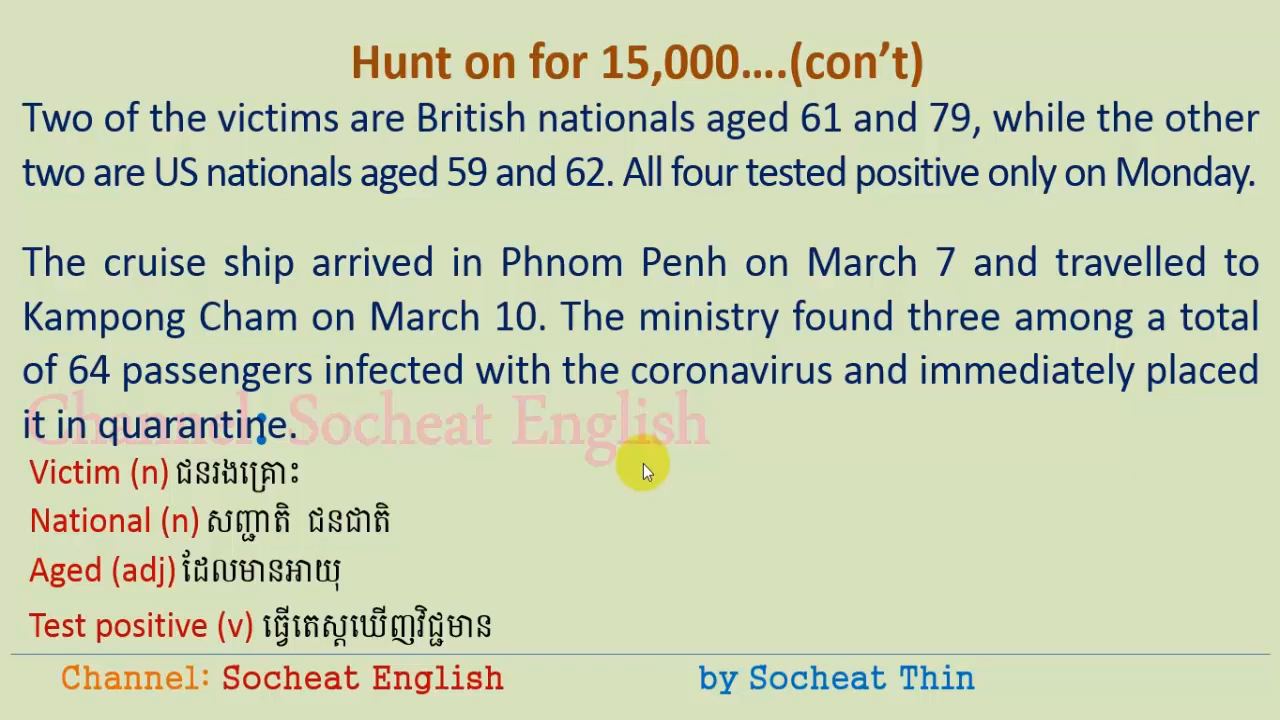 Hunt on for 15,000….(con’t)
Two of the victims are British nationals aged 61 and 79, while the other
two are US nationals aged 59 and 62. All four tested positive only on Monday.
The cruise ship arrived in Phnom Penh on March 7 and travelled to
Kampong Cham on March 10. The ministry found three among a total
of 64 passengers infected with the coronavirus and immediately placed
it in quarantine.
Channel: Socheat English
Victim (n) ជនរងគ្រោះ
National (n) សញ្ជាតិ ជនជាតិ
Aged (adj) ដែលមានអាយុ
Test positive (v) ធ្វើតេស្តឃើញវិជ្ជមាន
Channel: Socheat English by Socheat Thin